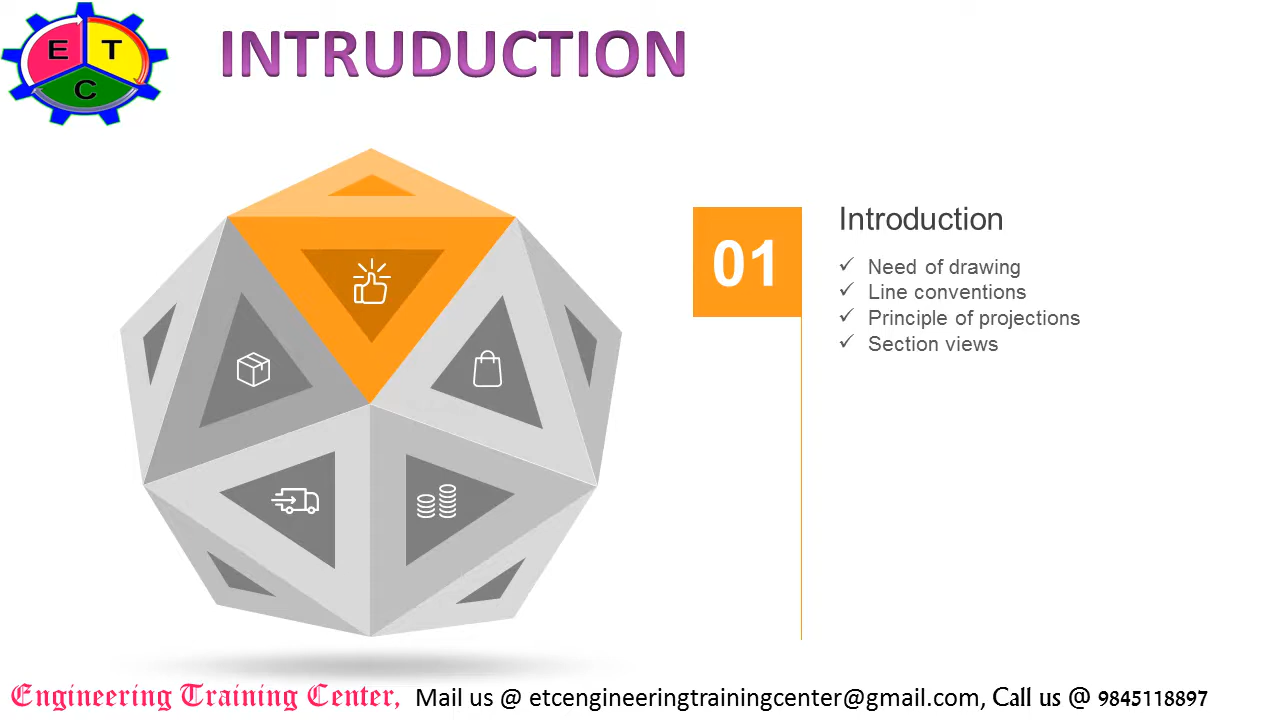 E T
C
INTRUDUCTION
01
Introduction
✓ Need of drawing
✓ Line conventions
✓ Principle of projections
✓ Section views
Engineering Training Center, Mail us @ etcengineeringtrainingcenter@gmail.com, Call us @ 9845118897